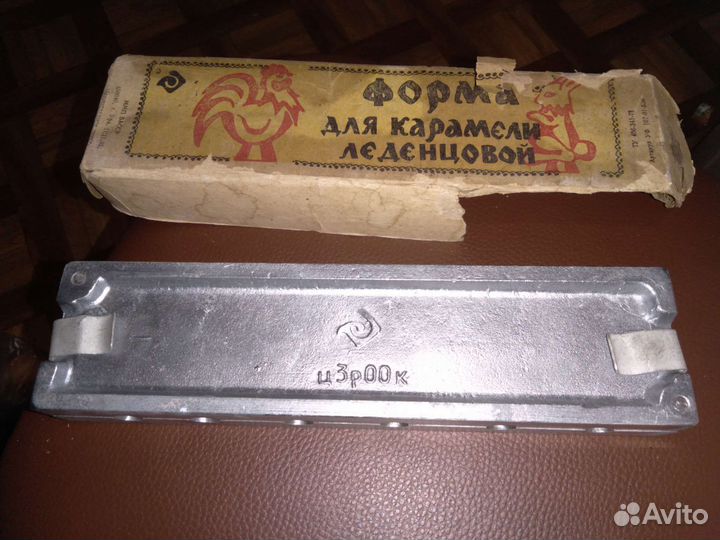 форма
для карамели
леденцовой
ц3р00к
Avito